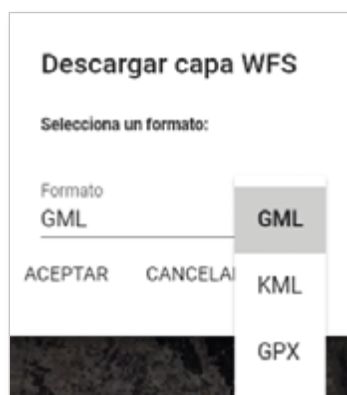 Descargar capa WFS
Selecciona un formato:
Formato
GML
GML
ACEPTAR CANCELA
KML
GPX